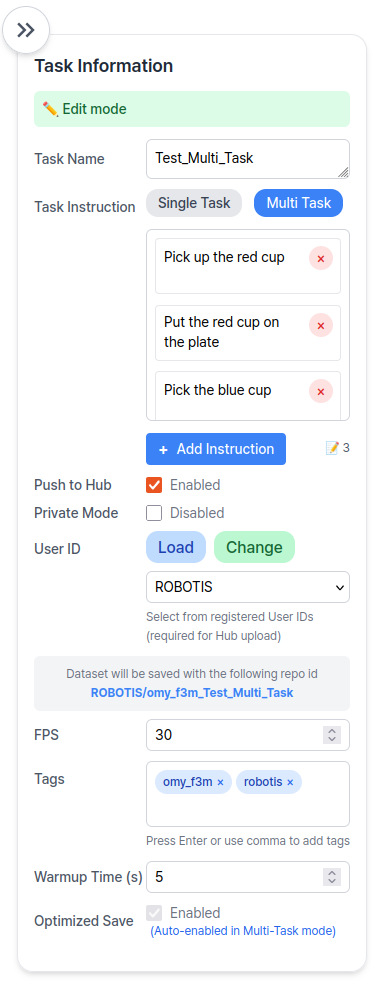 Task Information
✏️ Edit mode
Task Name
Test_Multi_Task
Task Instruction
Single Task
Multi Task
Pick up the red cup
×
Put the red cup on
the plate
×
Pick the blue cup
×
+ Add Instruction
📝 3
Push to Hub
Enabled
Private Mode
Disabled
User ID
Load
Change
ROBOTIS
Select from registered User IDs
(required for Hub upload)
Dataset will be saved with the following repo id
ROBOTIS/omy_f3m_Test_Multi_Task
FPS
30
Tags
omy_f3m ×
robotis ×
Press Enter or use comma to add tags
Warmup Time (s)
5
Optimized Save
Enabled
(Auto-enabled in Multi-Task mode)